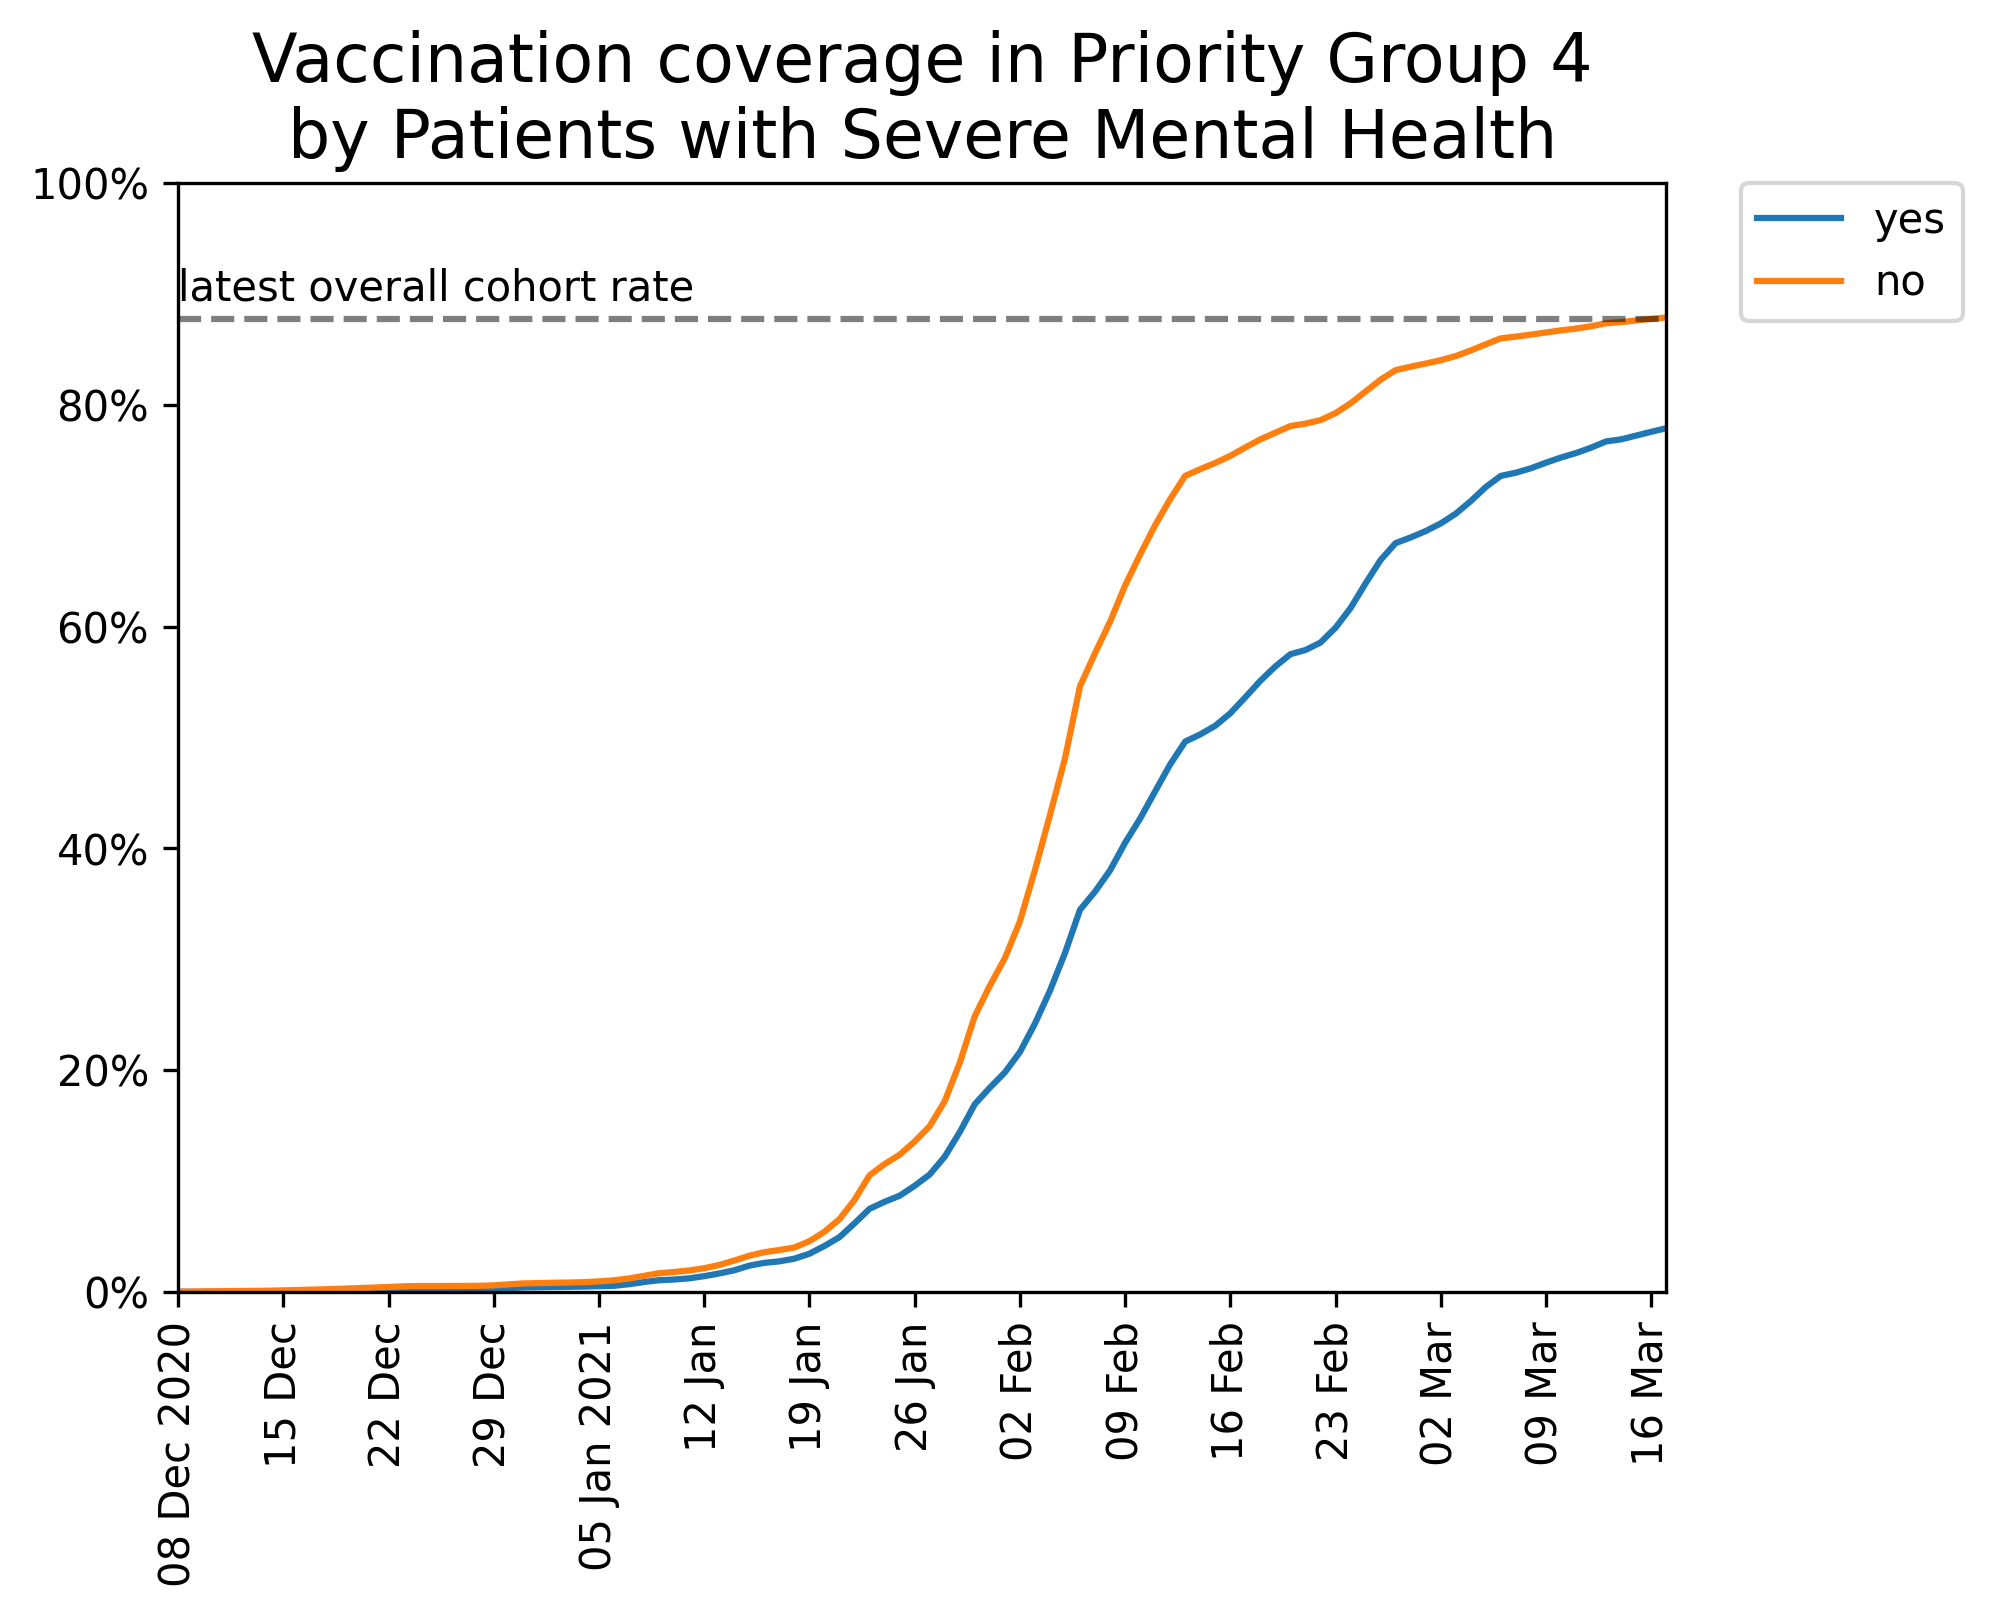 Vaccination coverage in Priority Group 4
by Patients with Severe Mental Health
100%
80%
60%
40%
20%
0%
latest overall cohort rate
yes
no
08 Dec 2020
15 Dec
22 Dec
29 Dec
05 Jan 2021
12 Jan
19 Jan
26 Jan
02 Feb
09 Feb
16 Feb
23 Feb
02 Mar
09 Mar
16 Mar